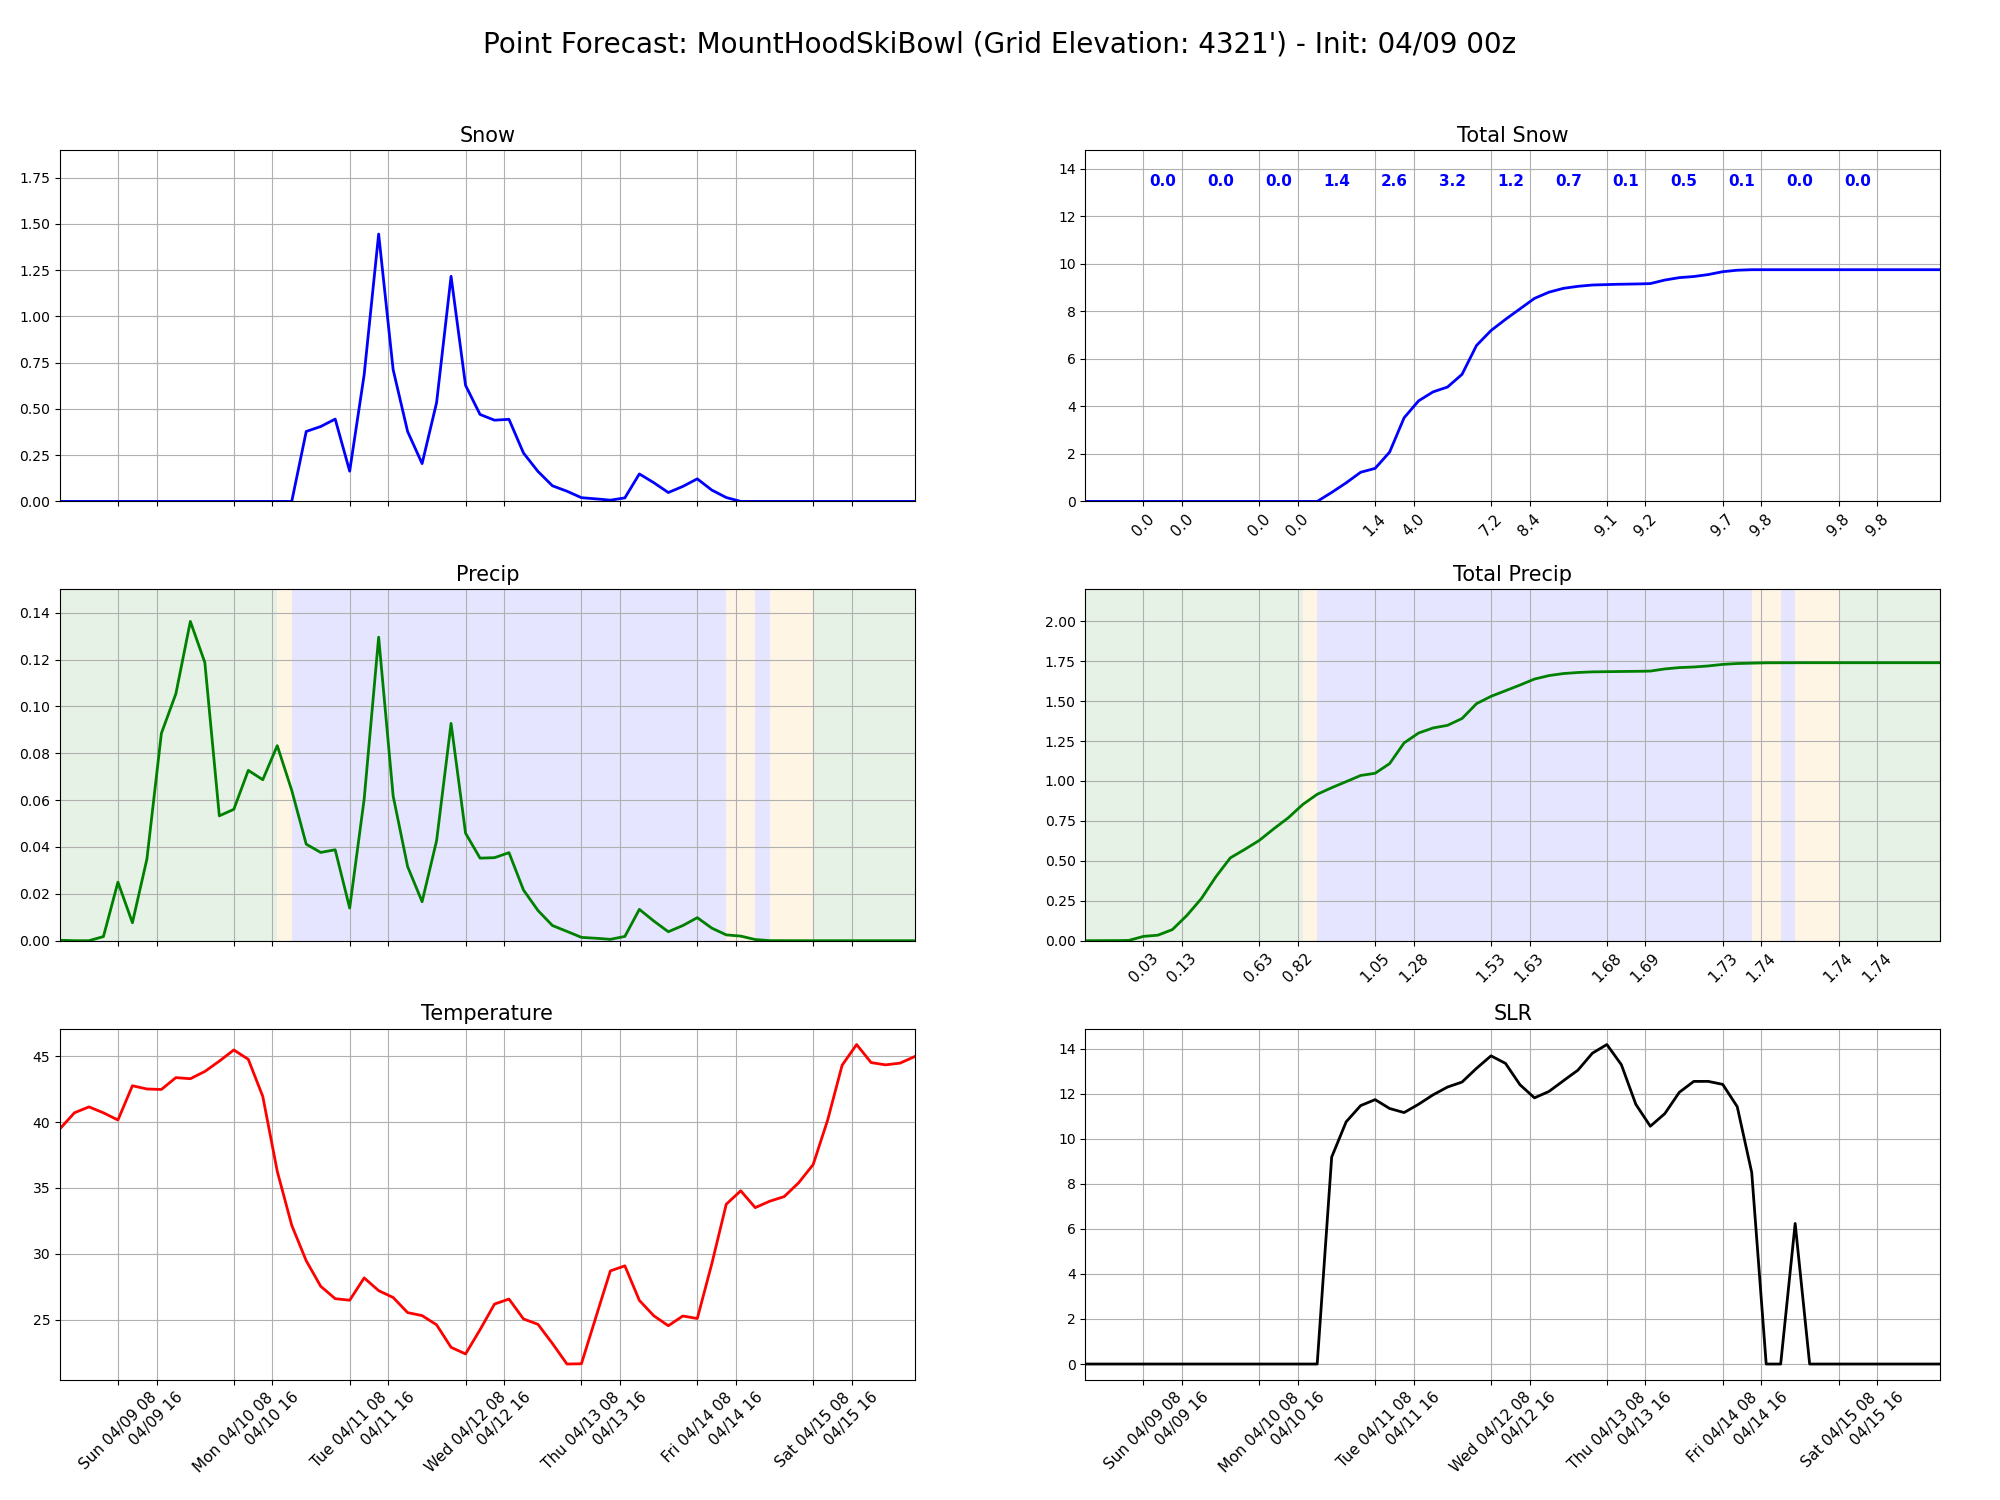 Point Forecast: MountHoodSkiBowl (Grid Elevation: 4321') - Init: 04/09 00z
Snow
1.75
1.50
1.25
1.00
0.75
0.50
0.25
0.00
Total Snow
14
12
10
8
6
4
2
0
0.0 0.0 0.0 1.4 2.6 3.2 1.2 0.7 0.1 0.5 0.1 0.0 0.0
0.0 0.0 0.0 0.0 1.4 4.0 7.2 8.4 9.1 9.2 9.7 9.8 9.8 9.8
Precip
0.14
0.12
0.10
0.08
0.06
0.04
0.02
0.00
Total Precip
2.00
1.75
1.50
1.25
1.00
0.75
0.50
0.25
0.00
0.03 0.13 0.63 0.82 1.05 1.28 1.53 1.63 1.68 1.69 1.73 1.74 1.74 1.74
Temperature
45
40
35
30
25
Sun 04/09 08
04/09 16
Mon 04/10 08
04/10 16
Tue 04/11 08
04/11 16
Wed 04/12 08
04/12 16
Thu 04/13 08
04/13 16
Fri 04/14 08
04/14 16
Sat 04/15 08
04/15 16
SLR
14
12
10
8
6
4
2
0
Sun 04/09 08
04/09 16
Mon 04/10 08
04/10 16
Tue 04/11 08
04/11 16
Wed 04/12 08
04/12 16
Thu 04/13 08
04/13 16
Fri 04/14 08
04/14 16
Sat 04/15 08
04/15 16